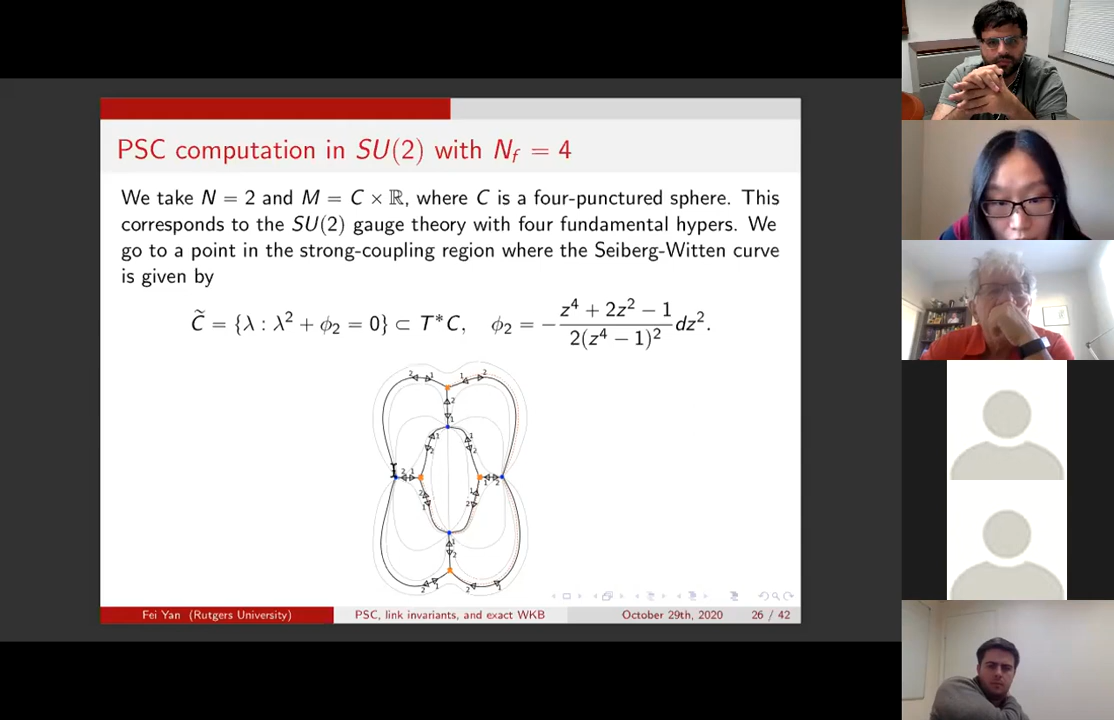 PSC computation in SU(2) with N_f = 4
We take N = 2 and M = C × ℝ, where C is a four-punctured sphere. This
corresponds to the SU(2) gauge theory with four fundamental hypers. We
go to a point in the strong-coupling region where the Seiberg-Witten curve
is given by
C̃ = {λ : λ² + ϕ₂ = 0} ⊂ T*C, ϕ₂ = −(z⁴ + 2z² − 1)/(2(z⁴ − 1)²) dz².
Fei Yan (Rutgers University) PSC, link invariants, and exact WKB October 29th, 2020 26 / 42